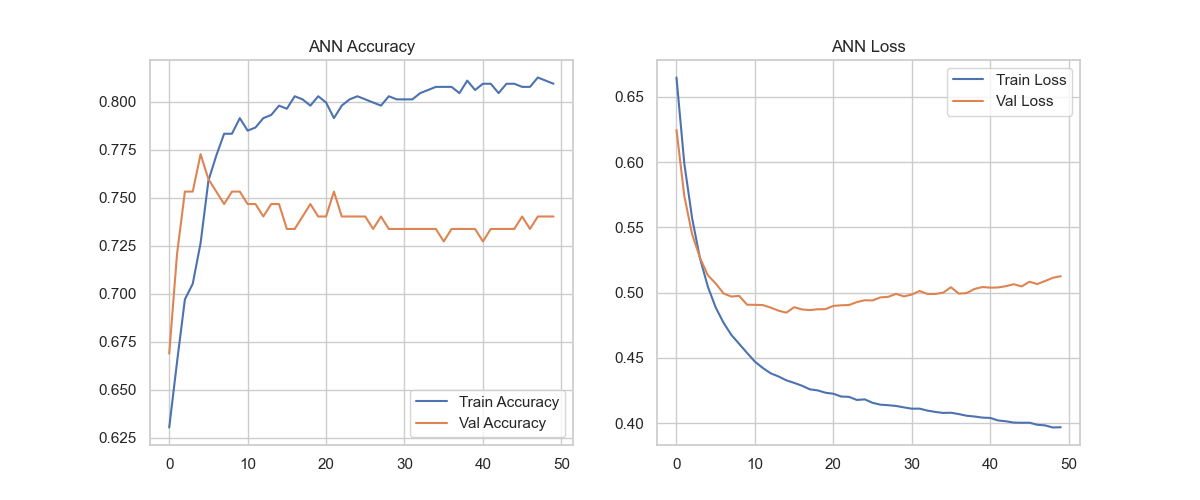 ANN Accuracy
0.800
0.775
0.750
0.725
0.700
0.675
0.650
0.625
0 10 20 30 40 50
Train Accuracy
Val Accuracy
ANN Loss
0.65
0.60
0.55
0.50
0.45
0.40
0 10 20 30 40 50
Train Loss
Val Loss